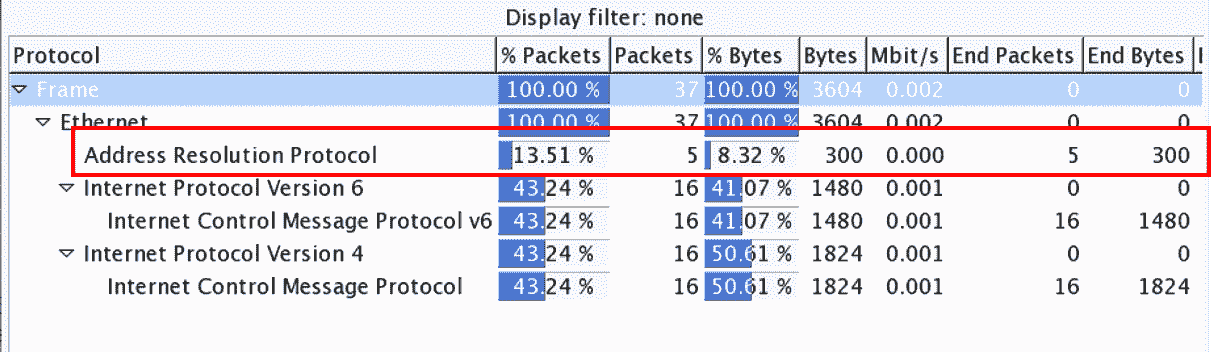 Display filter: none
Protocol % Packets Packets % Bytes Bytes Mbit/s End Packets End Bytes
Frame 100.00 % 37 100.00 % 3604 0.002 0 0
Ethernet 100.00 % 37 100.00 % 3604 0.002 0 0
Address Resolution Protocol 13.51 % 5 8.32 % 300 0.000 5 300
Internet Protocol Version 6 43.24 % 16 41.07 % 1480 0.001 0 0
Internet Control Message Protocol v6 43.24 % 16 41.07 % 1480 0.001 16 1480
Internet Protocol Version 4 43.24 % 16 50.61 % 1824 0.001 0 0
Internet Control Message Protocol 43.24 % 16 50.61 % 1824 0.001 16 1824